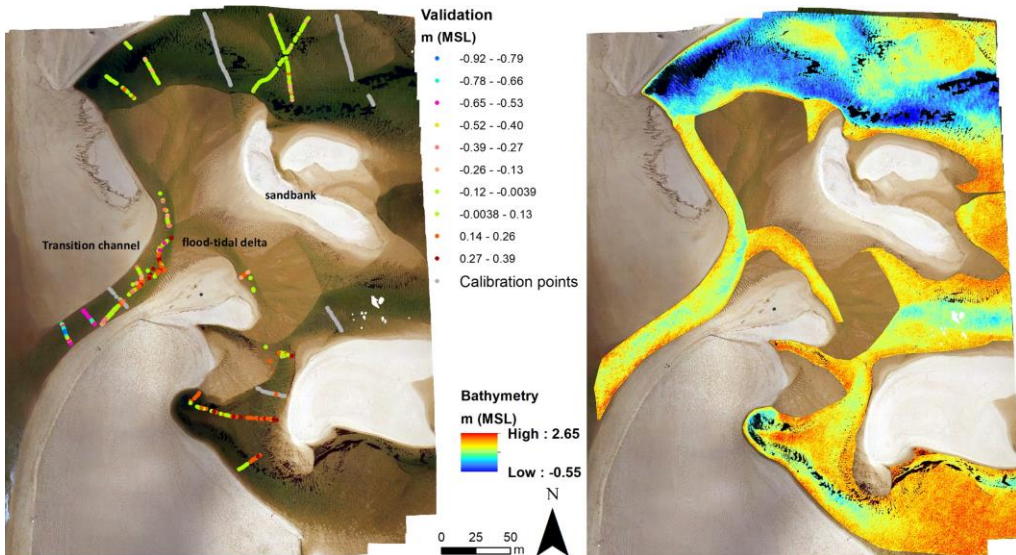 Validation
m (MSL)
-0.92 - -0.79
-0.78 - -0.66
-0.65 - -0.53
-0.52 - -0.40
-0.39 - -0.27
-0.26 - -0.13
-0.12 - -0.0039
-0.0038 - 0.13
0.14 - 0.26
0.27 - 0.39
Calibration points
sandbank
Transition channel
flood-tidal delta
Bathymetry
m (MSL)
High : 2.65
Low : -0.55
N
0 25 50
m